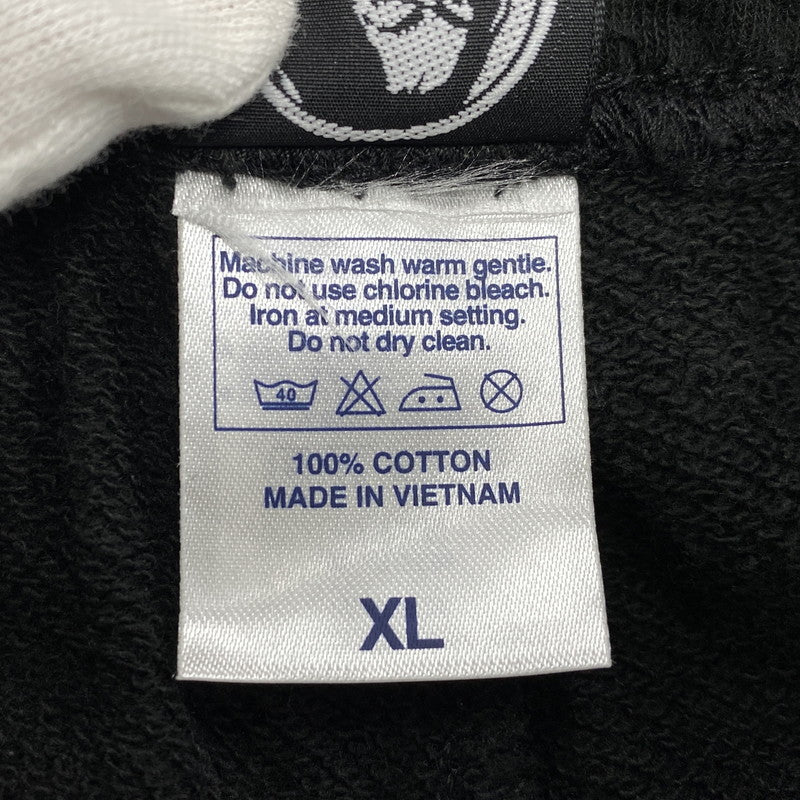 Machine wash warm gentle.
Do not use chlorine bleach.
Iron at medium setting.
Do not dry clean.
40
100% COTTON
MADE IN VIETNAM
XL